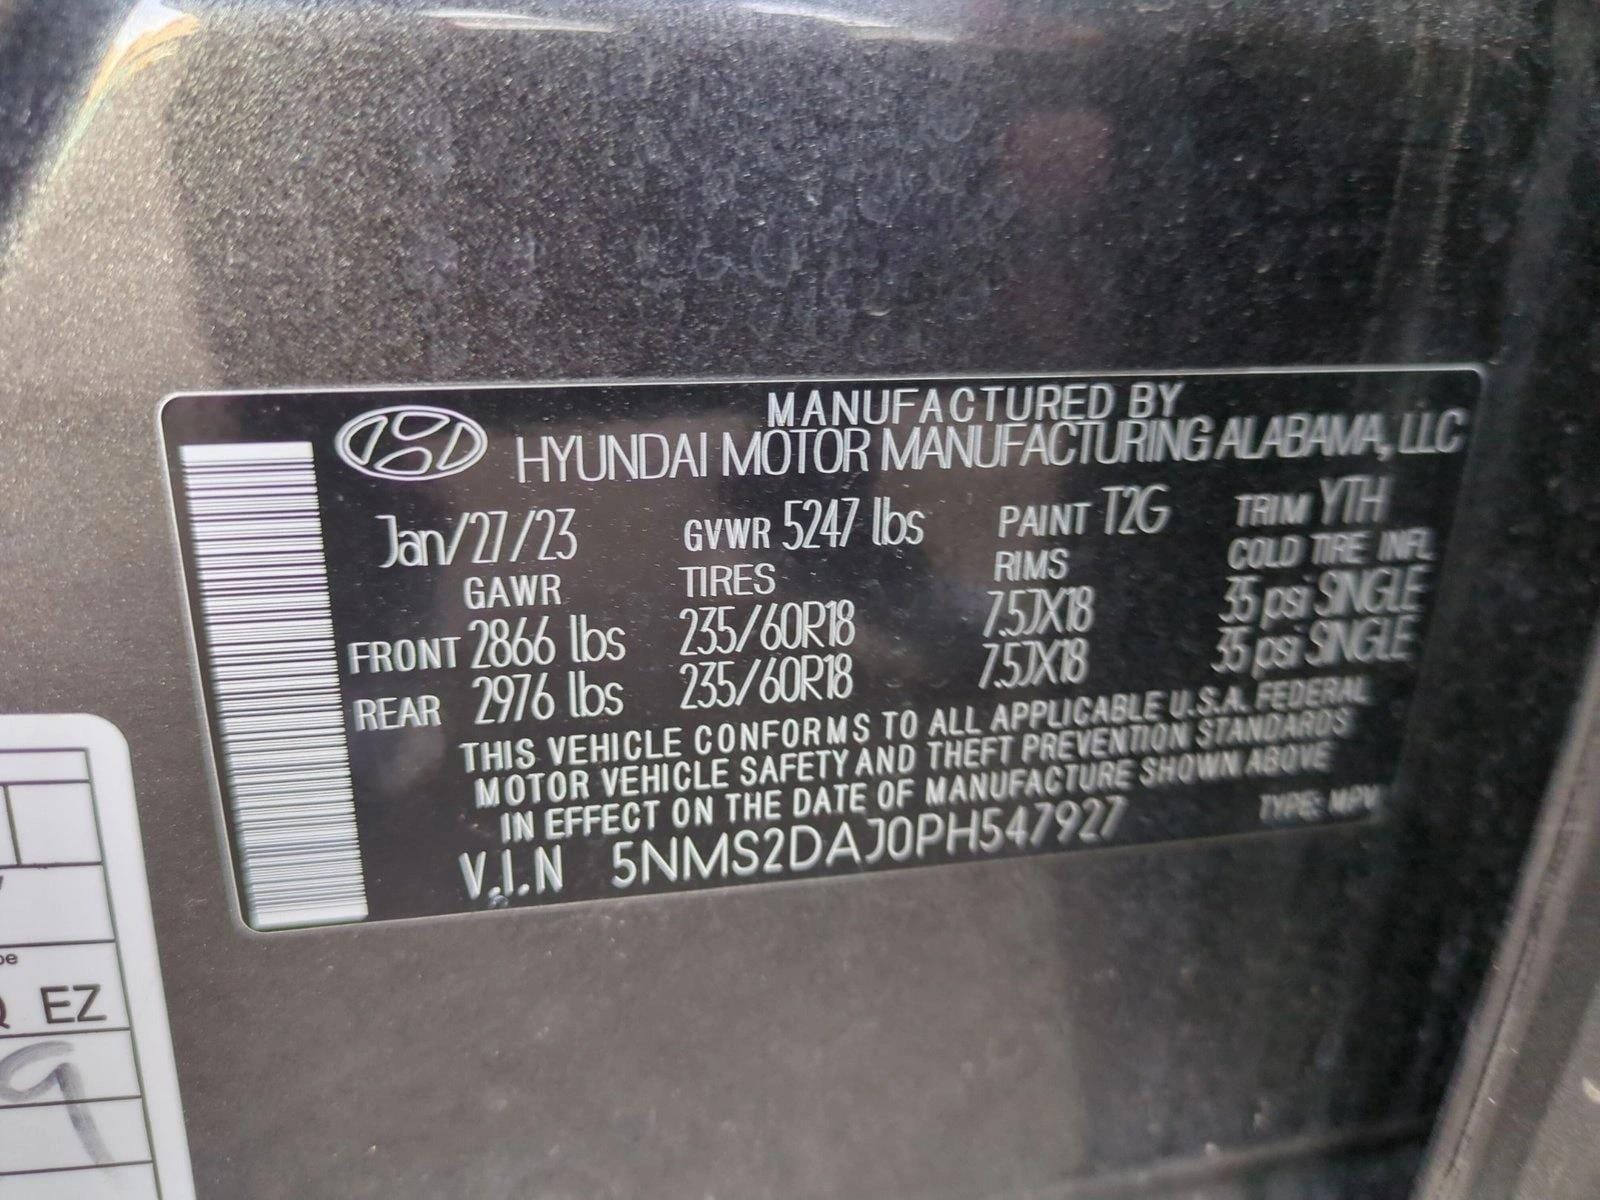 MANUFACTURED BY
HYUNDAI MOTOR MANUFACTURING ALABAMA, LLC
Jan/27/23 GVWR 5247 lbs PAINT T2G TRIM YTH
GAWR TIRES RIMS COLD TIRE INFL
FRONT 2866 lbs 235/60R18 7.5JX18 35 psi SINGLE
REAR 2976 lbs 235/60R18 7.5JX18 35 psi SINGLE
THIS VEHICLE CONFORMS TO ALL APPLICABLE U.S.A. FEDERAL
MOTOR VEHICLE SAFETY AND THEFT PREVENTION STANDARDS
IN EFFECT ON THE DATE OF MANUFACTURE SHOWN ABOVE
V.I.N 5NMS2DAJ0PH547927 TYPE: MPV
EZ
9